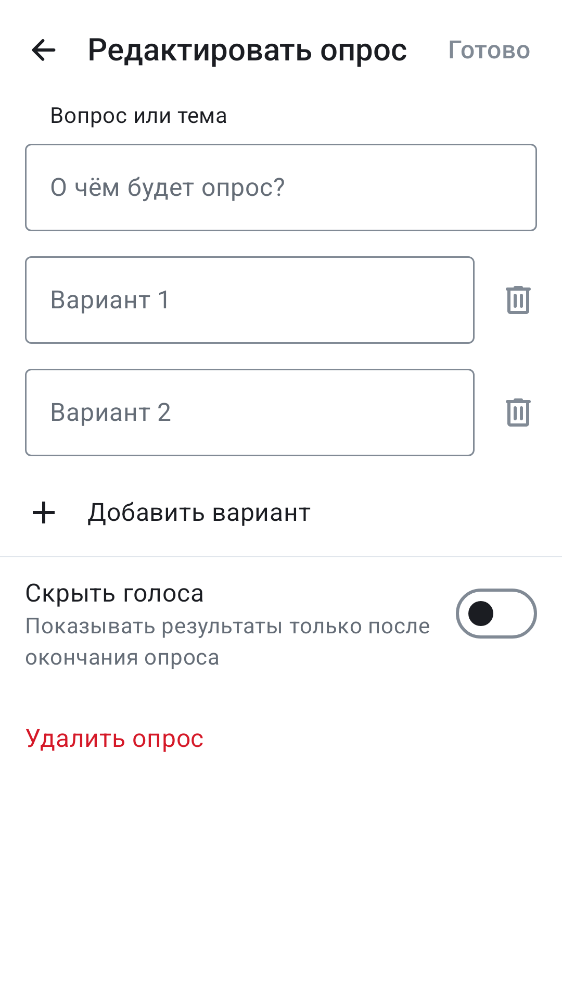 Редактировать опрос Готово
Вопрос или тема
О чём будет опрос?
Вариант 1
Вариант 2
Добавить вариант
Скрыть голоса
Показывать результаты только после
окончания опроса
Удалить опрос